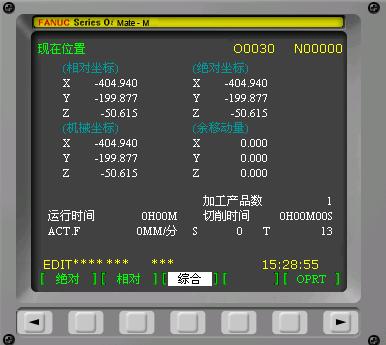 FANUC Series 0i Mate - M
现在位置 O0030 N00000
(相对坐标) (绝对坐标)
X -404.940 X -404.940
Y -199.877 Y -199.877
Z -50.615 Z -50.615
(机械坐标) (余移动量)
X -404.940 X 0.000
Y -199.877 Y 0.000
Z -50.615 Z 0.000
加工产品数 1
运行时间 0H00M 切削时间 0H00M00S
ACT.F 0MM/分 S 0 T 13
EDIT**** *** *** 15:28:55
[ 绝对 ][ 相对 ][ 综合 ][ ][ OPRT ]